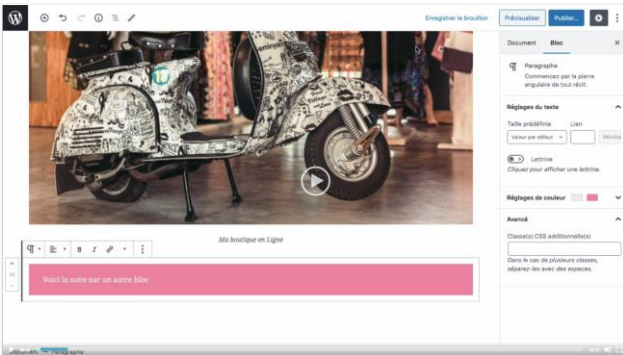 Enregistrer le brouillon
Prévisualiser
Publier...
Document
Bloc
Paragraphe
Commencez par la pierre
angulaire de tout récit.
Réglages du texte
Taille prédéfinie
Lien
Valeur par défaut
Lettrine
Cliquez pour afficher une lettrine.
Réglages de couleur
Avancé
Classe(s) CSS additionnelle(s)
Dans le cas de plusieurs classes,
séparez-les avec des espaces.
Ma boutique en Ligne
B I
Voici la suite sur un autre bloc
Paragraphe